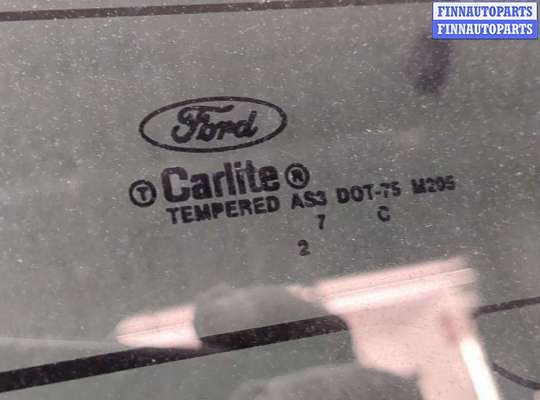 FINNAUTOPARTS
FINNAUTOPARTS
Ford
T Carlite ®
TEMPERED AS3 DOT-75 M205
7 C
2